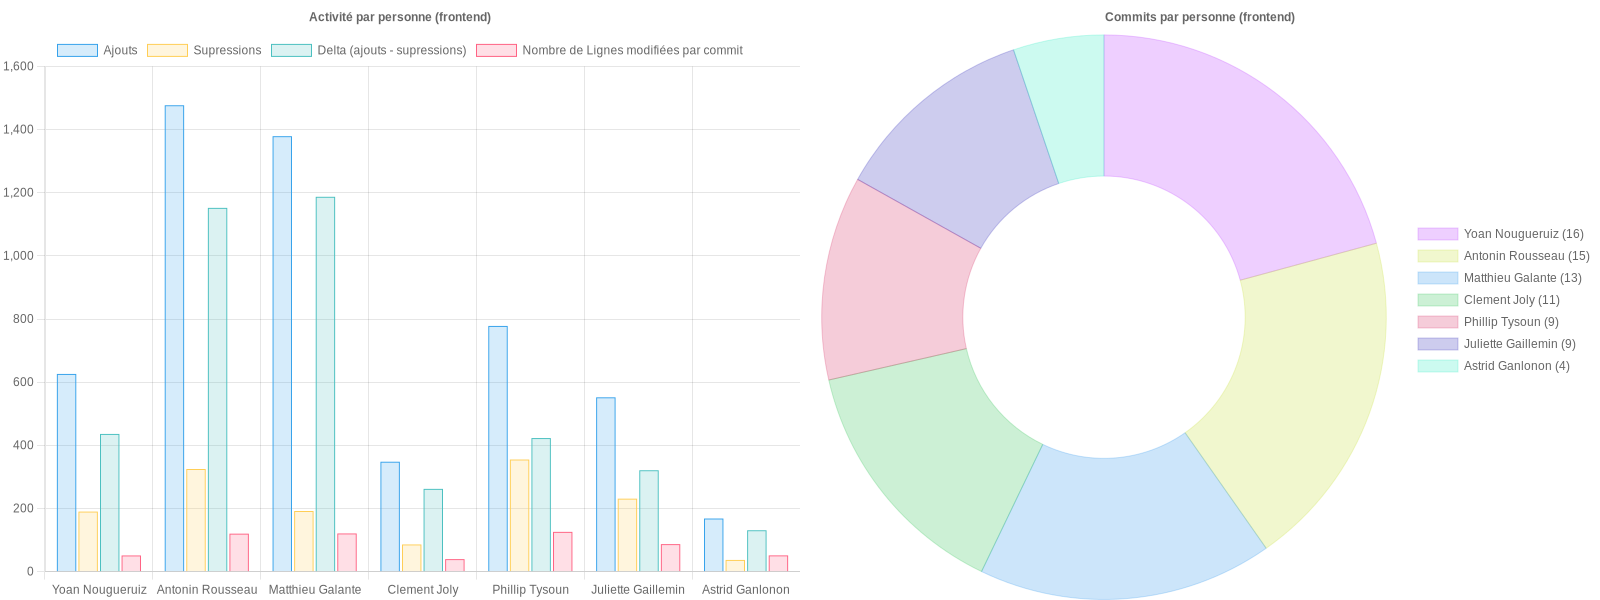 Activité par personne (frontend)
Ajouts Supressions Delta (ajouts - supressions) Nombre de Lignes modifiées par commit
1,600
1,400
1,200
1,000
800
600
400
200
0
Yoan Nougueruiz Antonin Rousseau Matthieu Galante Clement Joly Phillip Tysoun Juliette Gaillemin Astrid Ganlonon
Commits par personne (frontend)
Yoan Nougueruiz (16)
Antonin Rousseau (15)
Matthieu Galante (13)
Clement Joly (11)
Phillip Tysoun (9)
Juliette Gaillemin (9)
Astrid Ganlonon (4)